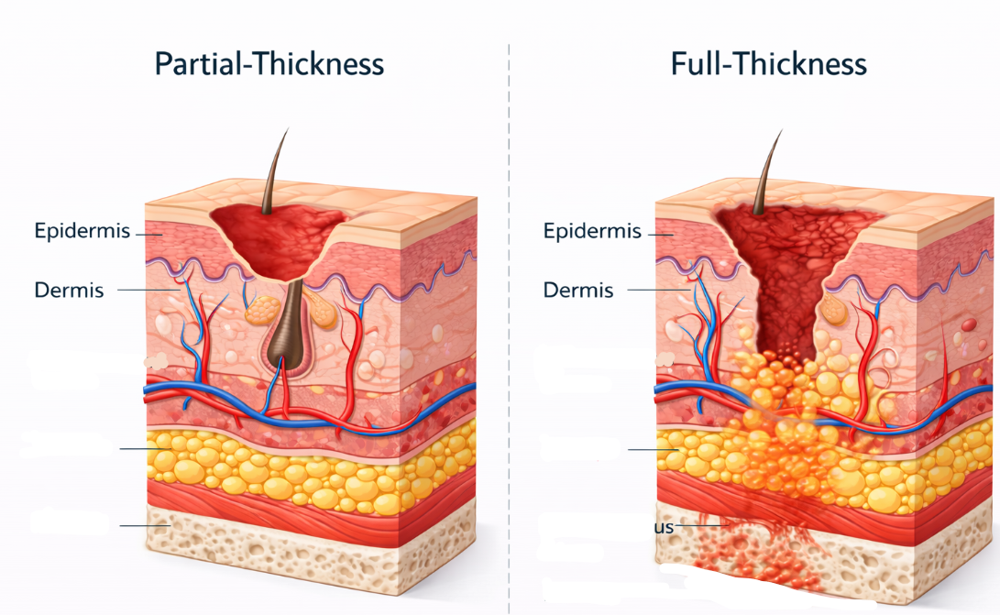 Partial-Thickness
Full-Thickness
Epidermis
Dermis
Epidermis
Dermis
us